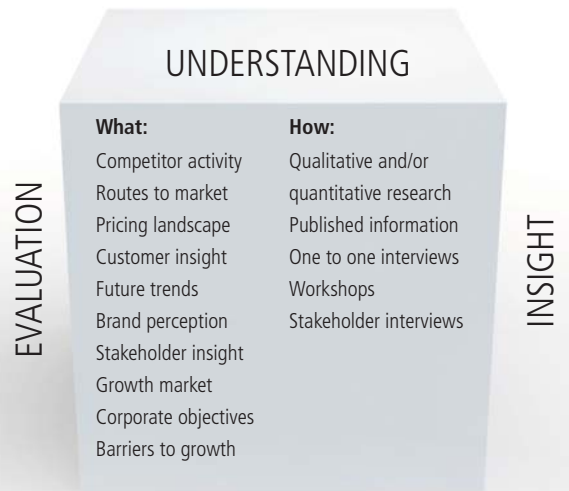 UNDERSTANDING
EVALUATION
What:
Competitor activity
Routes to market
Pricing landscape
Customer insight
Future trends
Brand perception
Stakeholder insight
Growth market
Corporate objectives
Barriers to growth
How:
Qualitative and/or
quantitative research
Published information
One to one interviews
Workshops
Stakeholder interviews
INSIGHT